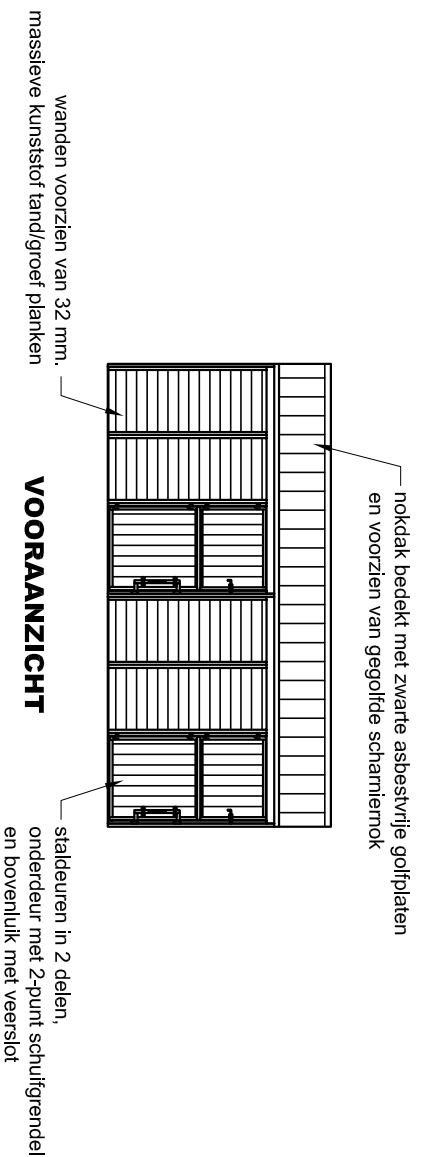 nokdak bedekt met zwarte asbestvrije golfplaten
en voorzien van gegolfde scharniernok
wanden voorzien van 32 mm.
massieve kunststof tand/groef planken
VOORAANZICHT
staldeuren in 2 delen,
onderdeur met 2-punt schuifgrendel
en bovenluik met veerslot